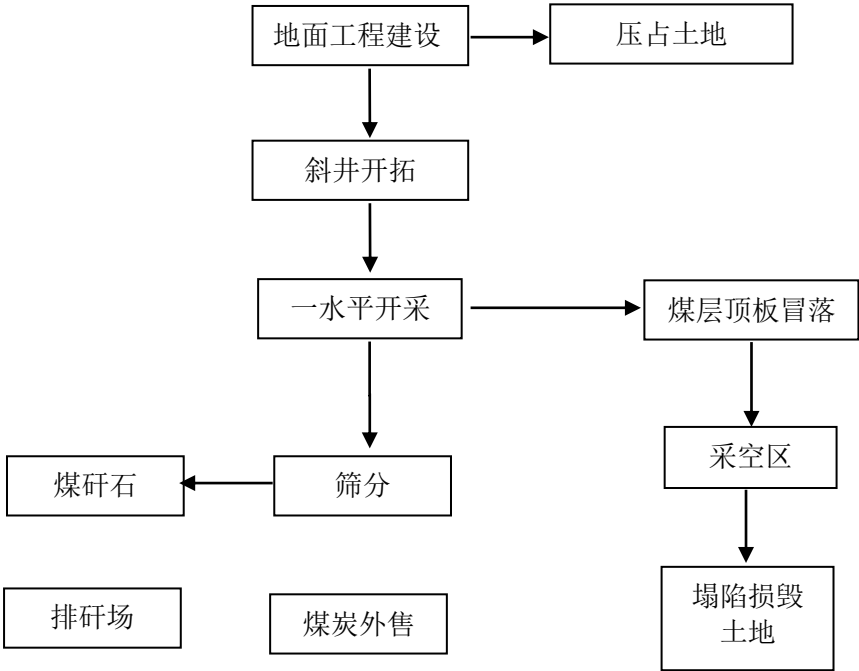 地面工程建设
压占土地
斜井开拓
一水平开采
煤层顶板冒落
采空区
煤矸石
筛分
塌陷损毁
土地
排矸场
煤炭外售